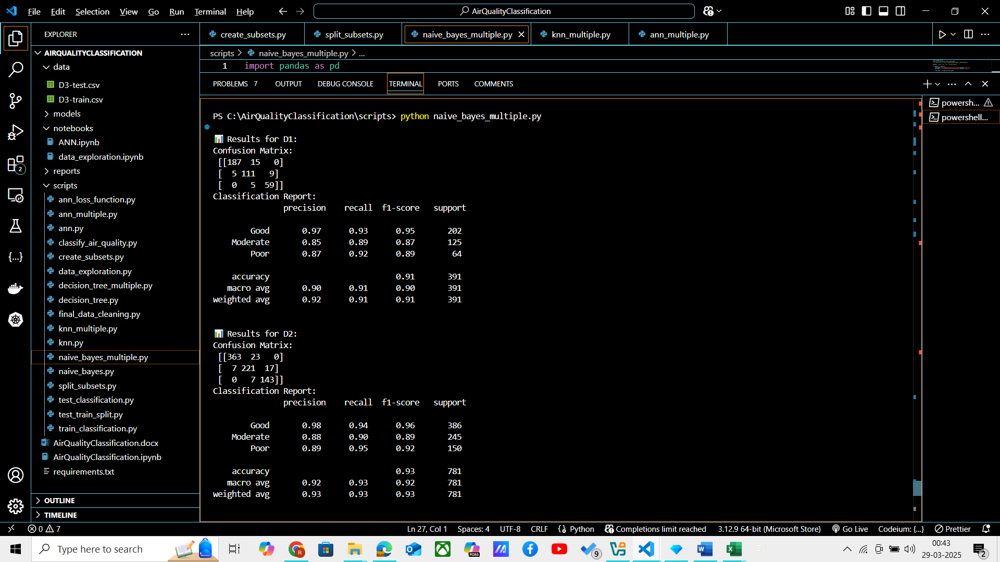 File Edit Selection View Go Run Terminal Help
AirQualityClassification
EXPLORER
AIRQUALITYCLASSIFICATION
data
D3-test.csv
D3-train.csv
models
notebooks
ANN.ipynb
data_exploration.ipynb
reports
scripts
ann_loss_function.py
ann_multiple.py
ann.py
classify_air_quality.py
create_subsets.py
data_exploration.py
decision_tree_multiple.py
decision_tree.py
final_data_cleaning.py
knn_multiple.py
knn.py
naive_bayes_multiple.py
naive_bayes.py
split_subsets.py
test_classification.py
test_train_split.py
train_classification.py
AirQualityClassification.docx
AirQualityClassification.ipynb
requirements.txt
OUTLINE
TIMELINE
2
create_subsets.py split_subsets.py naive_bayes_multiple.py knn_multiple.py ann_multiple.py
scripts > naive_bayes_multiple.py > ...
1 import pandas as pd
PROBLEMS 7 OUTPUT DEBUG CONSOLE TERMINAL PORTS COMMENTS
powersh...
powershell...
PS C:\AirQualityClassification\scripts> python naive_bayes_multiple.py
📊 Results for D1:
Confusion Matrix:
[[187 15 0]
[ 5 111 9]
[ 0 5 59]]
Classification Report:
precision recall f1-score support
Good 0.97 0.93 0.95 202
Moderate 0.85 0.89 0.87 125
Poor 0.87 0.92 0.89 64
accuracy 0.91 391
macro avg 0.90 0.91 0.90 391
weighted avg 0.92 0.91 0.91 391
📊 Results for D2:
Confusion Matrix:
[[363 23 0]
[ 7 221 17]
[ 0 7 143]]
Classification Report:
precision recall f1-score support
Good 0.98 0.94 0.96 386
Moderate 0.88 0.90 0.89 245
Poor 0.89 0.95 0.92 150
accuracy 0.93 781
macro avg 0.92 0.93 0.92 781
weighted avg 0.93 0.93 0.93 781
0 7 Ln 27, Col 1 Spaces: 4 UTF-8 CRLF Python Completions limit reached 3.12.9 64-bit (Microsoft Store) Go Live Codeium: {...} Prettier
Type here to search
M365
9
00:43
29-03-2025
2